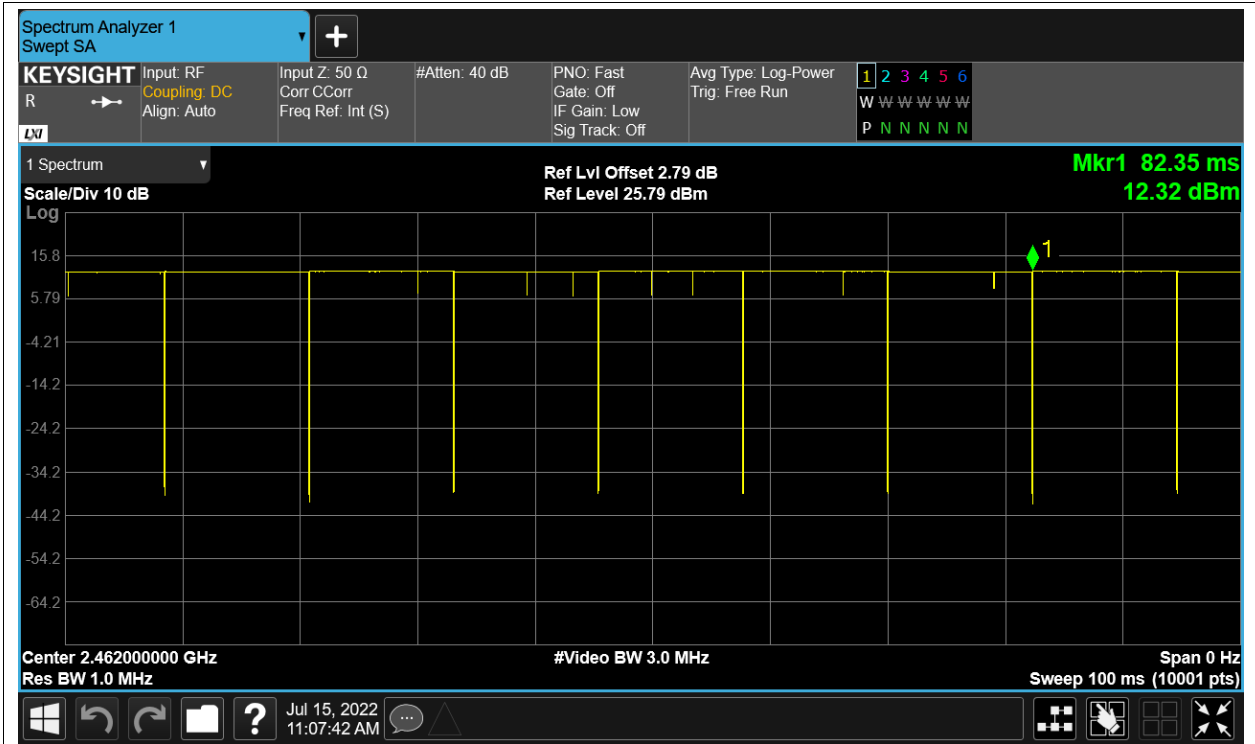 Spectrum Analyzer 1
Swept SA
KEYSIGHT
R
LXI
Input: RF
Coupling: DC
Align: Auto
Input Z: 50 Ω
Corr CCorr
Freq Ref: Int (S)
#Atten: 40 dB
PNO: Fast
Gate: Off
IF Gain: Low
Sig Track: Off
Avg Type: Log-Power
Trig: Free Run
1 2 3 4 5 6
W W W W W W
P N N N N N
1 Spectrum
Scale/Div 10 dB
Log
Ref Lvl Offset 2.79 dB
Ref Level 25.79 dBm
Mkr1 82.35 ms
12.32 dBm
1
15.8
5.79
-4.21
-14.2
-24.2
-34.2
-44.2
-54.2
-64.2
Center 2.462000000 GHz
Res BW 1.0 MHz
#Video BW 3.0 MHz
Span 0 Hz
Sweep 100 ms (10001 pts)
?
Jul 15, 2022
11:07:42 AM